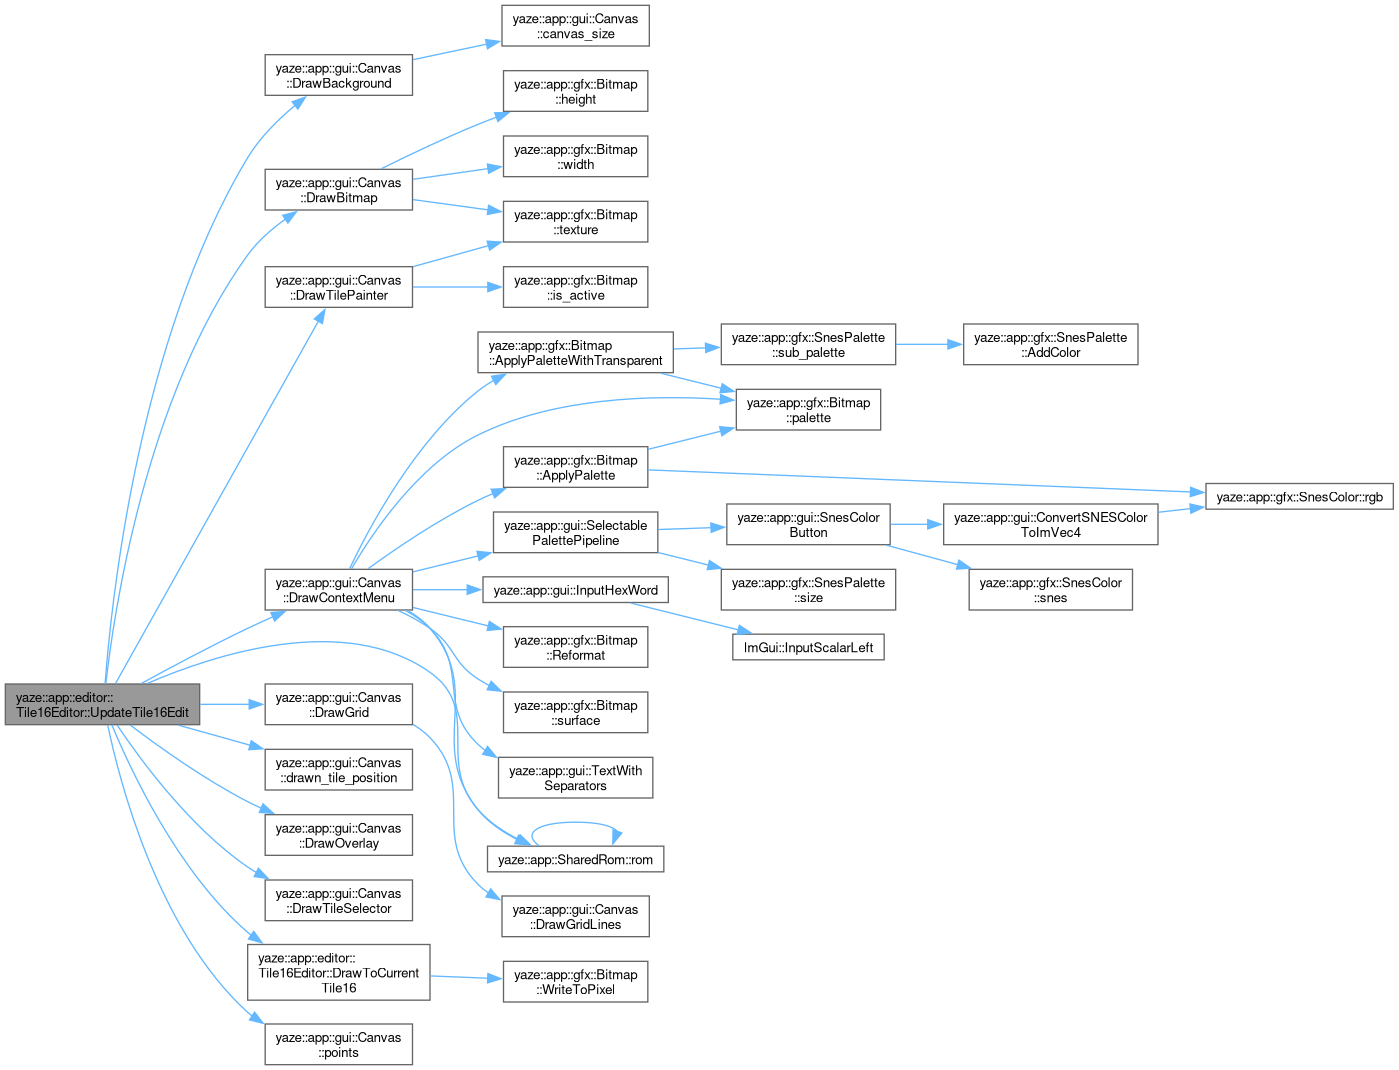 yaze::app::gui::Canvas
::canvas_size
yaze::app::gui::Canvas
::DrawBackground
yaze::app::gfx::Bitmap
::height
yaze::app::gfx::Bitmap
::width
yaze::app::gui::Canvas
::DrawBitmap
yaze::app::gfx::Bitmap
::texture
yaze::app::gui::Canvas
::DrawTilePainter
yaze::app::gfx::Bitmap
::is_active
yaze::app::gfx::Bitmap
::ApplyPaletteWithTransparent
yaze::app::gfx::SnesPalette
::sub_palette
yaze::app::gfx::SnesPalette
::AddColor
yaze::app::gfx::Bitmap
::palette
yaze::app::gfx::Bitmap
::ApplyPalette
yaze::app::gfx::SnesColor::rgb
yaze::app::gui::Selectable
PalettePipeline
yaze::app::gui::SnesColor
Button
yaze::app::gui::ConvertSNESColor
ToImVec4
yaze::app::gui::Canvas
::DrawContextMenu
yaze::app::gui::InputHexWord
yaze::app::gfx::SnesPalette
::size
yaze::app::gfx::SnesColor
::snes
yaze::app::gfx::Bitmap
::Reformat
ImGui::InputScalarLeft
yaze::app::editor::
Tile16Editor::UpdateTile16Edit
yaze::app::gui::Canvas
::DrawGrid
yaze::app::gfx::Bitmap
::surface
yaze::app::gui::Canvas
::drawn_tile_position
yaze::app::gui::TextWith
Separators
yaze::app::gui::Canvas
::DrawOverlay
yaze::app::SharedRom::rom
yaze::app::gui::Canvas
::DrawTileSelector
yaze::app::gui::Canvas
::DrawGridLines
yaze::app::editor::
Tile16Editor::DrawToCurrent
Tile16
yaze::app::gfx::Bitmap
::WriteToPixel
yaze::app::gui::Canvas
::points